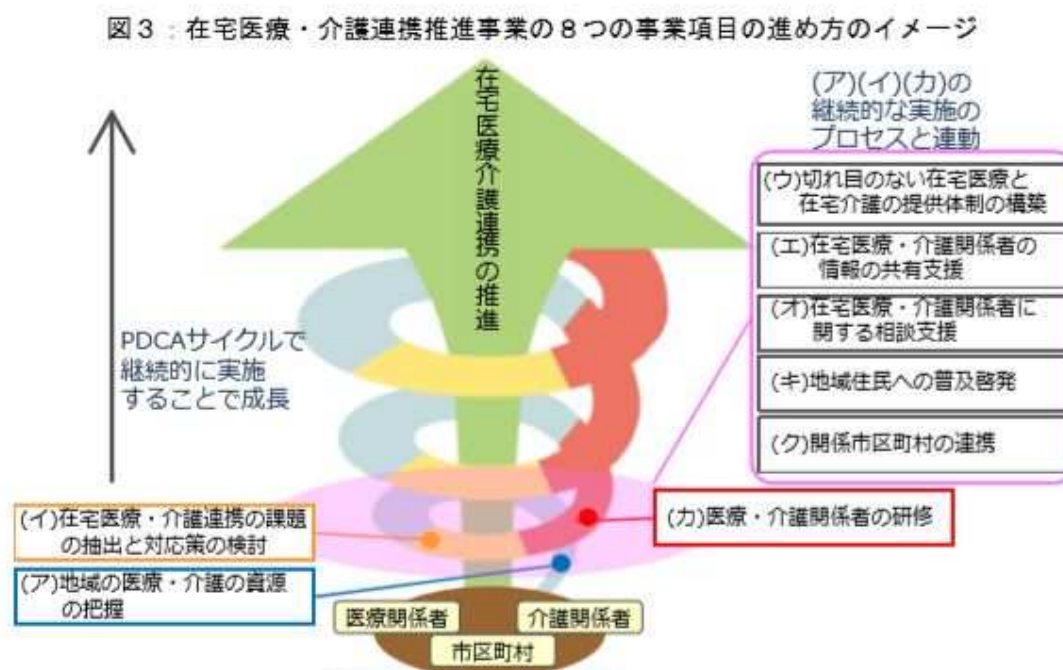 図３：在宅医療・介護連携推進事業の８つの事業項目の進め方のイメージ
在宅医療介護連携の推進
(ア)(イ)(カ)の
継続的な実施の
プロセスと連動
(ウ)切れ目のない在宅医療と
在宅介護の提供体制の構築
(エ)在宅医療・介護関係者の
情報の共有支援
(オ)在宅医療・介護関係者に
関する相談支援
(キ)地域住民への普及啓発
(ク)関係市区町村の連携
PDCAサイクルで
継続的に実施
することで成長
(イ)在宅医療・介護連携の課題
の抽出と対応策の検討
(カ)医療・介護関係者の研修
(ア)地域の医療・介護の資源
の把握
医療関係者
介護関係者
市区町村